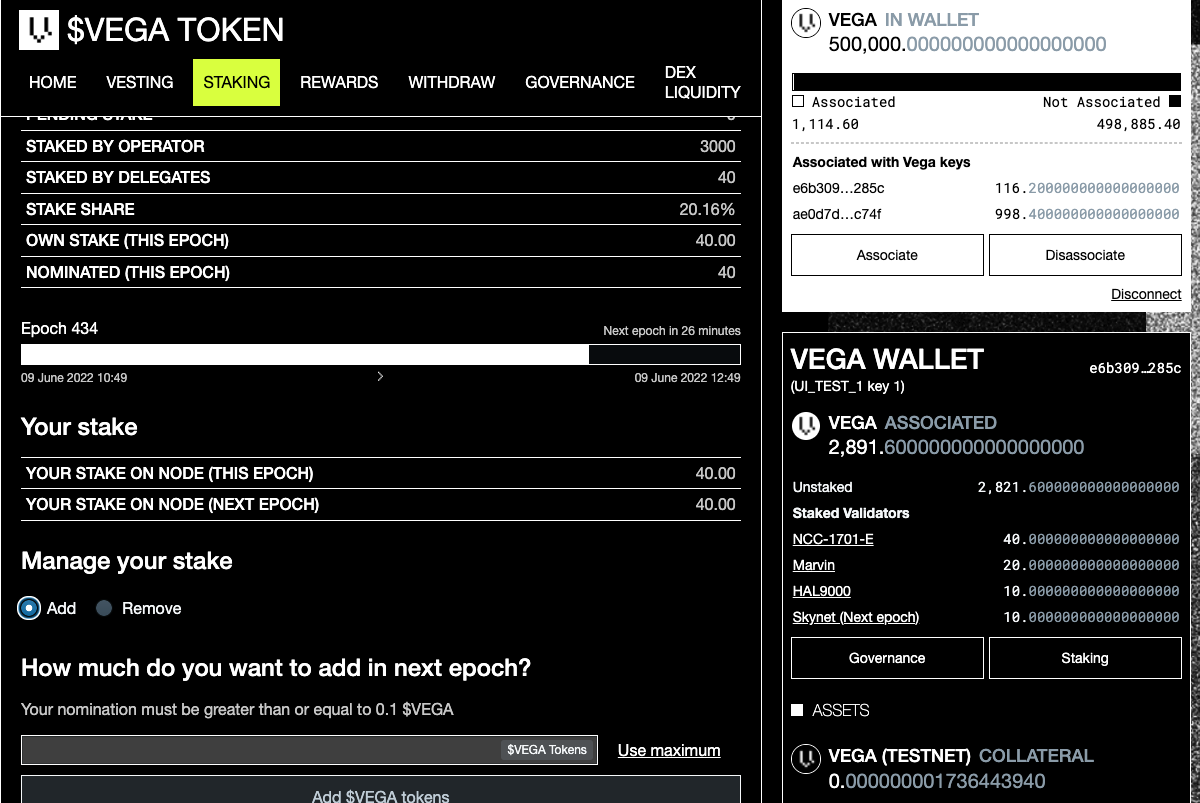 $VEGA TOKEN
HOME VESTING STAKING REWARDS WITHDRAW GOVERNANCE DEX LIQUIDITY
PENDING STAKE
STAKED BY OPERATOR 3000
STAKED BY DELEGATES 40
STAKE SHARE 20.16%
OWN STAKE (THIS EPOCH) 40.00
NOMINATED (THIS EPOCH) 40
Epoch 434 Next epoch in 26 minutes
09 June 2022 10:49 > 09 June 2022 12:49
Your stake
YOUR STAKE ON NODE (THIS EPOCH) 40.00
YOUR STAKE ON NODE (NEXT EPOCH) 40.00
Manage your stake
Add Remove
How much do you want to add in next epoch?
Your nomination must be greater than or equal to 0.1 $VEGA
$VEGA Tokens Use maximum
Add $VEGA tokens
VEGA IN WALLET
500,000.000000000000000000
Associated Not Associated
1,114.60 498,885.40
Associated with Vega keys
e6b309…285c 116.200000000000000000
ae0d7d…c74f 998.400000000000000000
Associate Disassociate
Disconnect
VEGA WALLET e6b309…285c
(UI_TEST_1 key 1)
VEGA ASSOCIATED
2,891.600000000000000000
Unstaked 2,821.600000000000000000
Staked Validators
NCC-1701-E 40.000000000000000000
Marvin 20.000000000000000000
HAL9000 10.000000000000000000
Skynet (Next epoch) 10.000000000000000000
Governance Staking
ASSETS
VEGA (TESTNET) COLLATERAL
0.000000001736443940